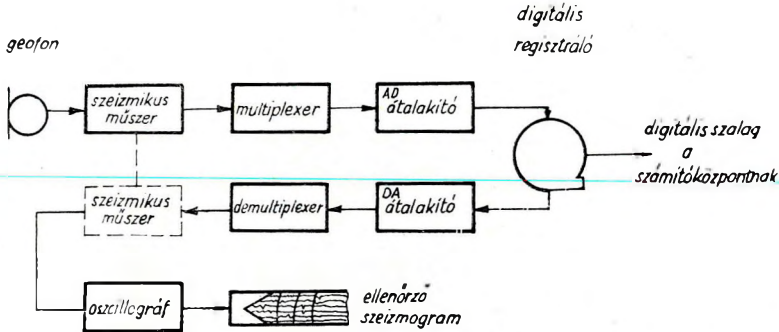 digitális
regisztráló
geofon
szeizmikus
műszer
multiplexer
AD
átalakító
digitális szalag
a
számítóközpontnak
szeizmikus
műszer
demultiplexer
DA
átalakító
oszcillográf
ellenőrző
szeizmogram